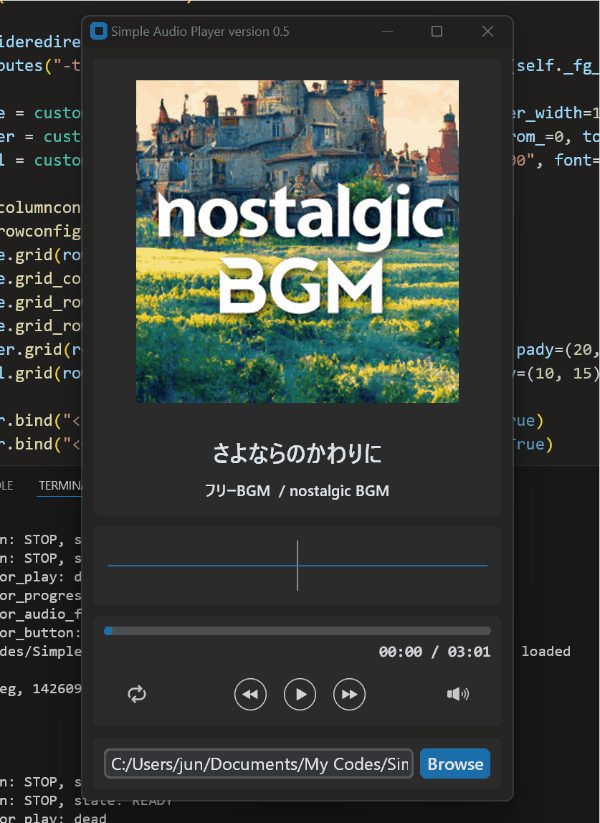 Simple Audio Player version 0.5
ideredire
butes("-t
(self._fg_
e = custo
er_width=1
er = cust
rom_=0, to
l = custo
00", font=
columncon
rowconfig
e.grid(ro
e.grid_co
e.grid_ro
e.grid_ro
er.grid(r
pady=(20,
l.grid(ro
y=(10, 15)
r.bind("<
rue)
r.bind("<
True)
nostalgic
BGM
さよならのかわりに
フリーBGM / nostalgic BGM
OLE TERMINA
n: STOP, s
n: STOP, s
or_play: d
or_progres
or_audio_f
or_button:
des/Simple
loaded
eg, 142609
00:00 / 03:01
C:/Users/jun/Documents/My Codes/Sim
Browse
n: STOP, s
n: STOP, state: READY
or_play: dead